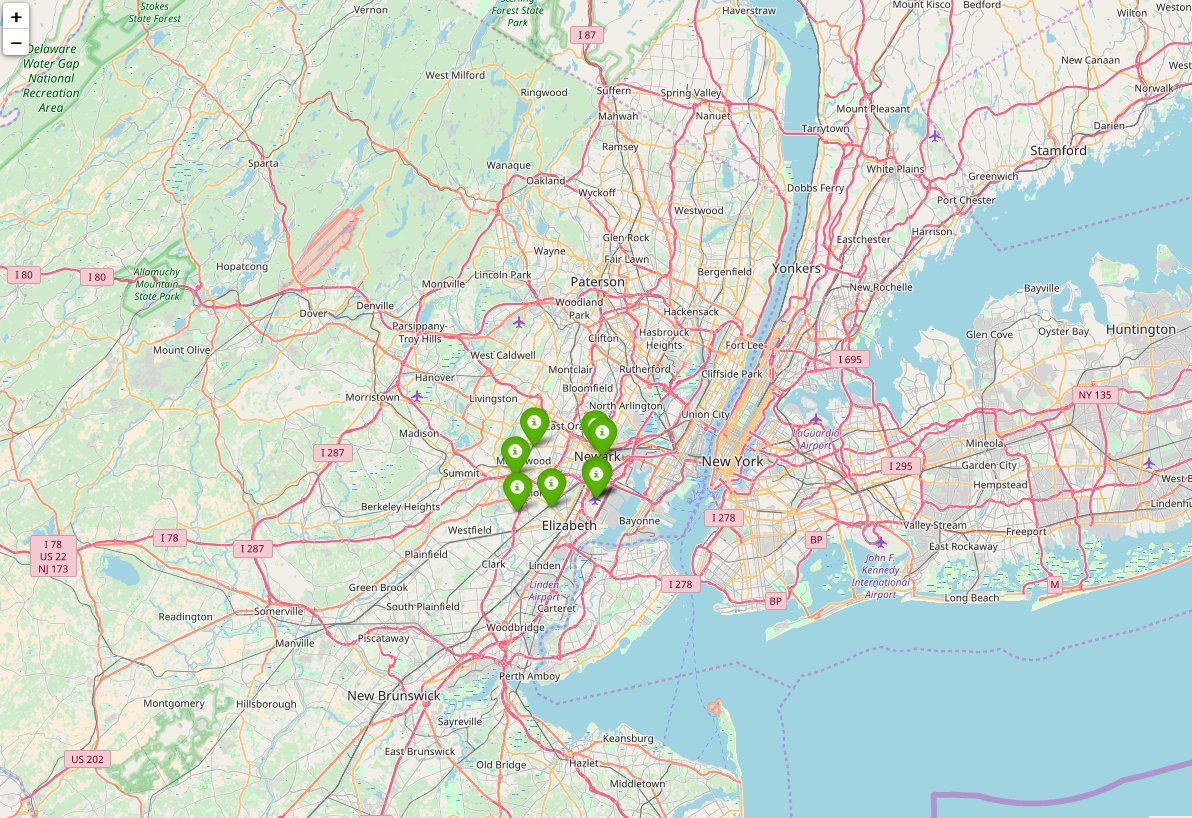 +
−
Stokes
State Forest
Vernon
Sterling
Forest State
Park
I 87
Haverstraw
Mount Kisco
Bedford
Wilton
Weston
Delaware
Water Gap
National
Recreation
Area
West Milford
Ringwood
Suffern
Spring Valley
New Canaan
Norwalk
Mahwah
Nanuet
Mount Pleasant
Tarrytown
Darien
Ramsey
Stamford
Sparta
Wanaque
Oakland
Wyckoff
White Plains
Greenwich
Dobbs Ferry
Port Chester
Westwood
Harrison
Glen Rock
Eastchester
Wayne
Fair Lawn
I 80
I 80
Allamuchy
Mountain
State Park
Hopatcong
Lincoln Park
Bergenfield
Yonkers
Montville
Paterson
New Rochelle
Bayville
Denville
Woodland
Park
Dover
Hackensack
Parsippany-
Troy Hills
Clifton
Hasbrouck
Heights
Fort Lee
Glen Cove
Oyster Bay
Huntington
Mount Olive
West Caldwell
I 695
Montclair
Rutherford
Cliffside Park
Hanover
Bloomfield
Morristown
Livingston
North Arlington
Union City
NY 135
Madison
LaGuardia
Airport
Mineola
I 287
Newark
New York
Summit
I 295
Garden City
Hempstead
Berkeley Heights
Westfield
Elizabeth
Bayonne
I 278
Valley Stream
Freeport
I 78
US 22
NJ 173
I 78
I 287
BP
East Rockaway
Plainfield
Clark
Linden
John F.
Kennedy
International
Airport
Green Brook
Linden
Airport
I 278
M
South Plainfield
Carteret
BP
Long Beach
Readington
Somerville
Woodbridge
Manville
Piscataway
Perth Amboy
New Brunswick
Montgomery
Hillsborough
Sayreville
Keansburg
East Brunswick
US 202
Old Bridge
Hazlet
Middletown